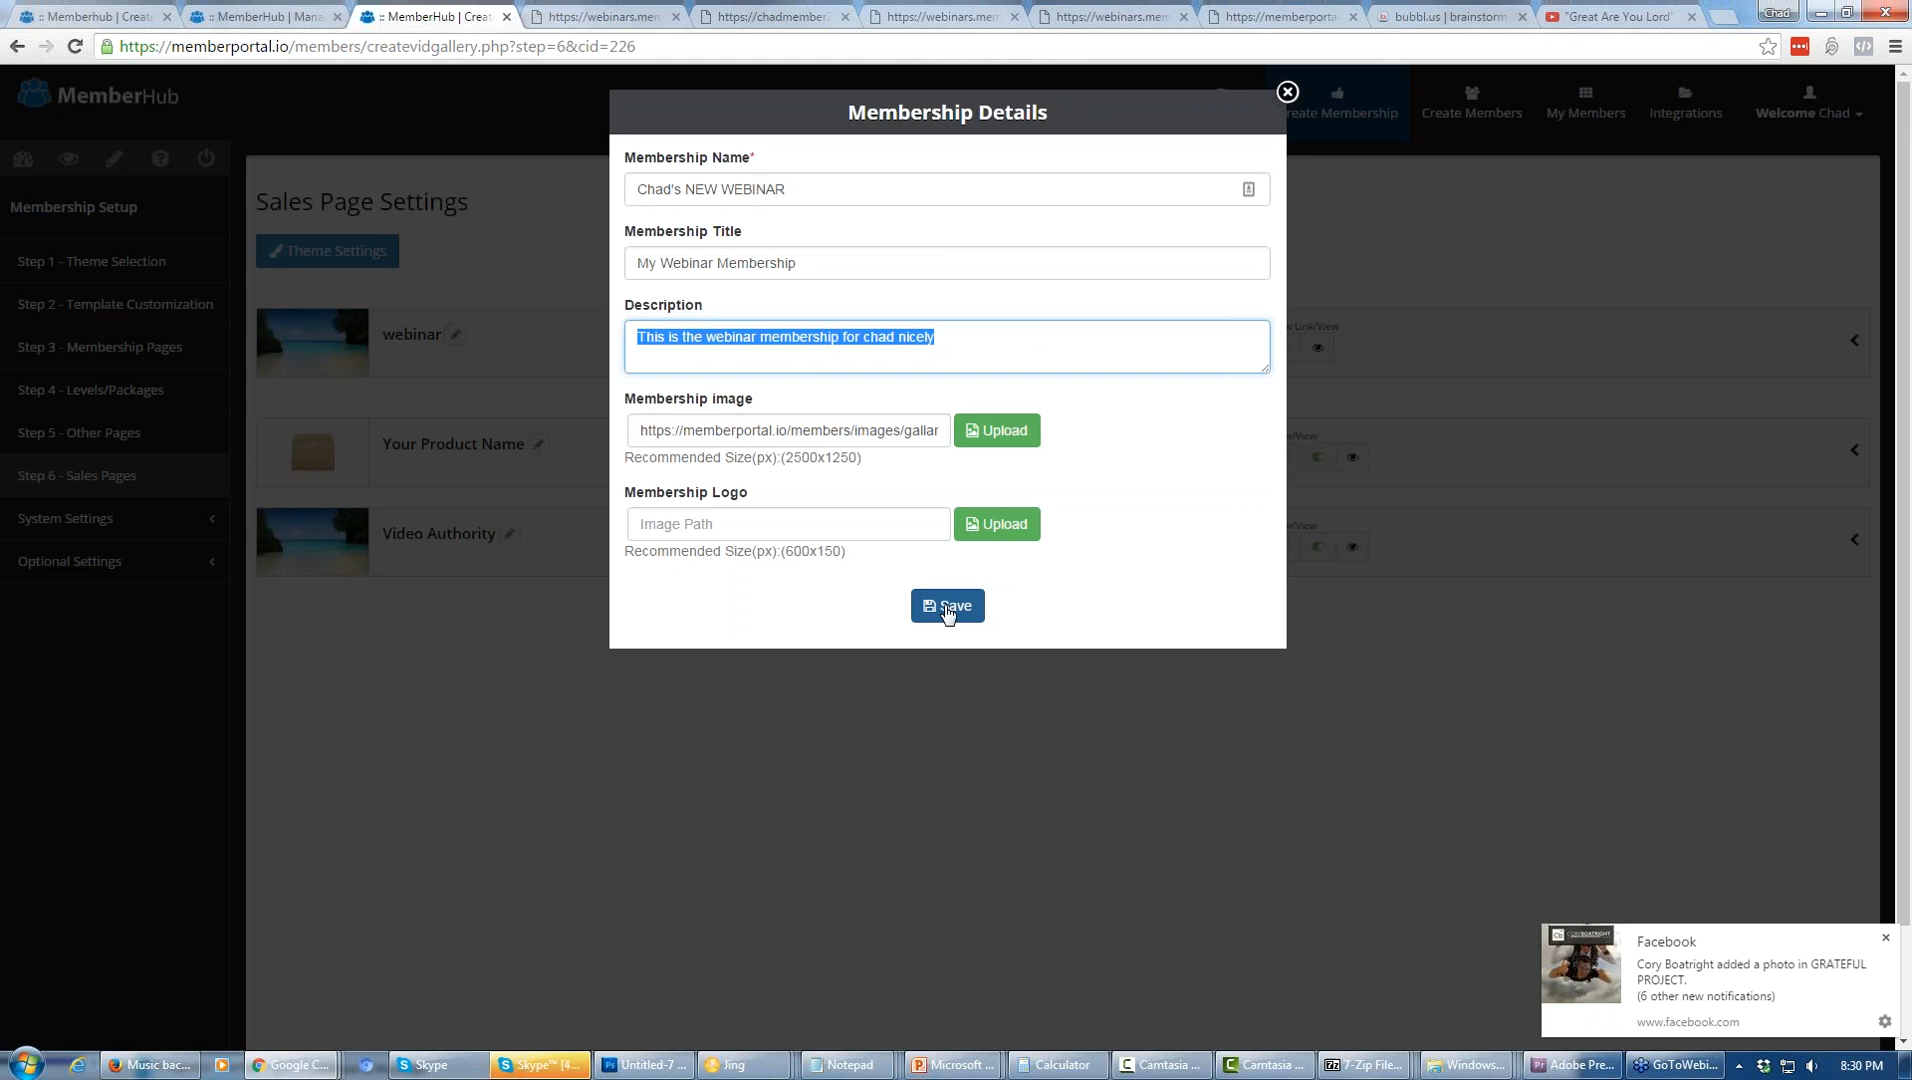 :: Memberhub | Create
:: MemberHub | Mana
:: MemberHub | Creat
https://webinars.mem
https://chadmember2
https://webinars.mem
https://webinars.mem
https://memberportal
bubbl.us | brainstorm
"Great Are You Lord"
Chad
https://memberportal.io/members/createvidgallery.php?step=6&cid=226
MemberHub
reate Membership
Create Members
My Members
Integrations
Welcome Chad
Membership Setup
Step 1 - Theme Selection
Step 2 - Template Customization
Step 3 - Membership Pages
Step 4 - Levels/Packages
Step 5 - Other Pages
Step 6 - Sales Pages
System Settings
Optional Settings
Sales Page Settings
Theme Settings
webinar
Your Product Name
Video Authority
w Link/View
Membership Details
Membership Name*
Chad's NEW WEBINAR
Membership Title
My Webinar Membership
Description
This is the webinar membership for chad nicely
Membership image
https://memberportal.io/members/images/gallar
Upload
Recommended Size(px):(2500x1250)
Membership Logo
Image Path
Upload
Recommended Size(px):(600x150)
Save
Facebook
Cory Boatright added a photo in GRATEFUL
PROJECT.
(6 other new notifications)
www.facebook.com
Music bac...
Google C...
Skype
Skype™ [4...
Untitled-7 ...
Jing
Notepad
Microsoft ...
Calculator
Camtasia ...
Camtasia ...
7-Zip File...
Windows...
Adobe Pre...
GoToWebi...
8:30 PM